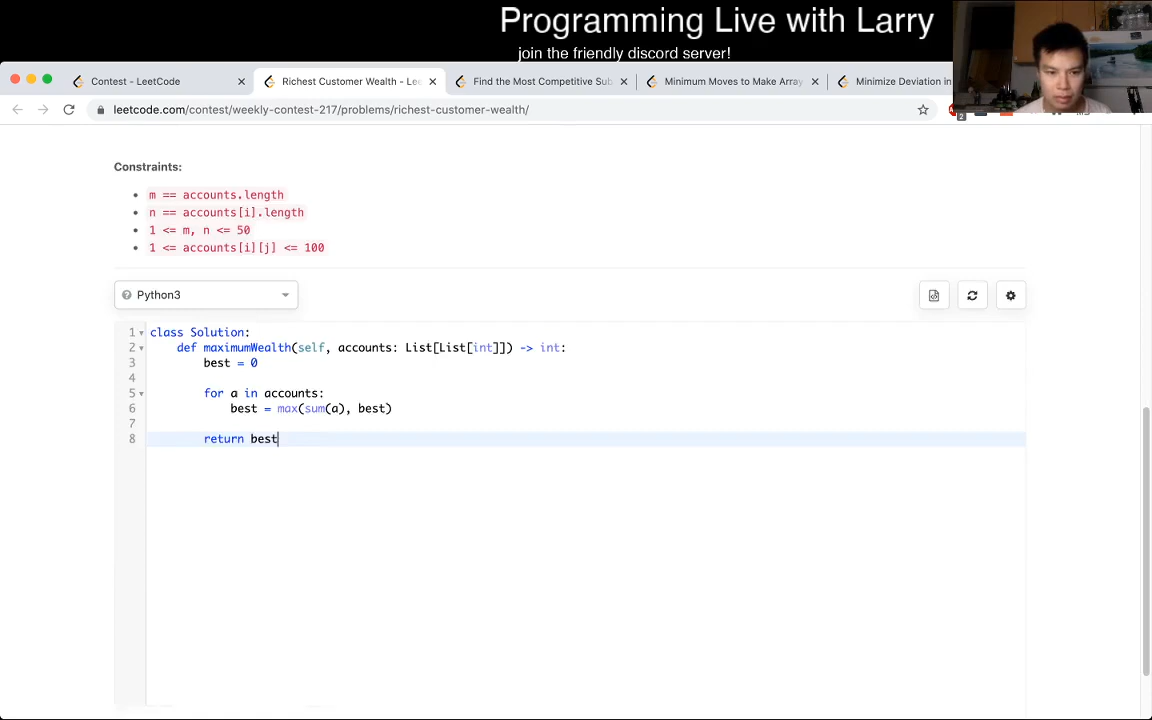 Programming Live with Larry
join the friendly discord server!
Contest - LeetCode
Richest Customer Wealth - Lee
Find the Most Competitive Sub
Minimum Moves to Make Array
Minimize Deviation in
leetcode.com/contest/weekly-contest-217/problems/richest-customer-wealth/
2
Constraints:
m == accounts.length
n == accounts[i].length
1 <= m, n <= 50
1 <= accounts[i][j] <= 100
Python3
1 class Solution:
2 def maximumWealth(self, accounts: List[List[int]]) -> int:
3 best = 0
4
5 for a in accounts:
6 best = max(sum(a), best)
7
8 return best